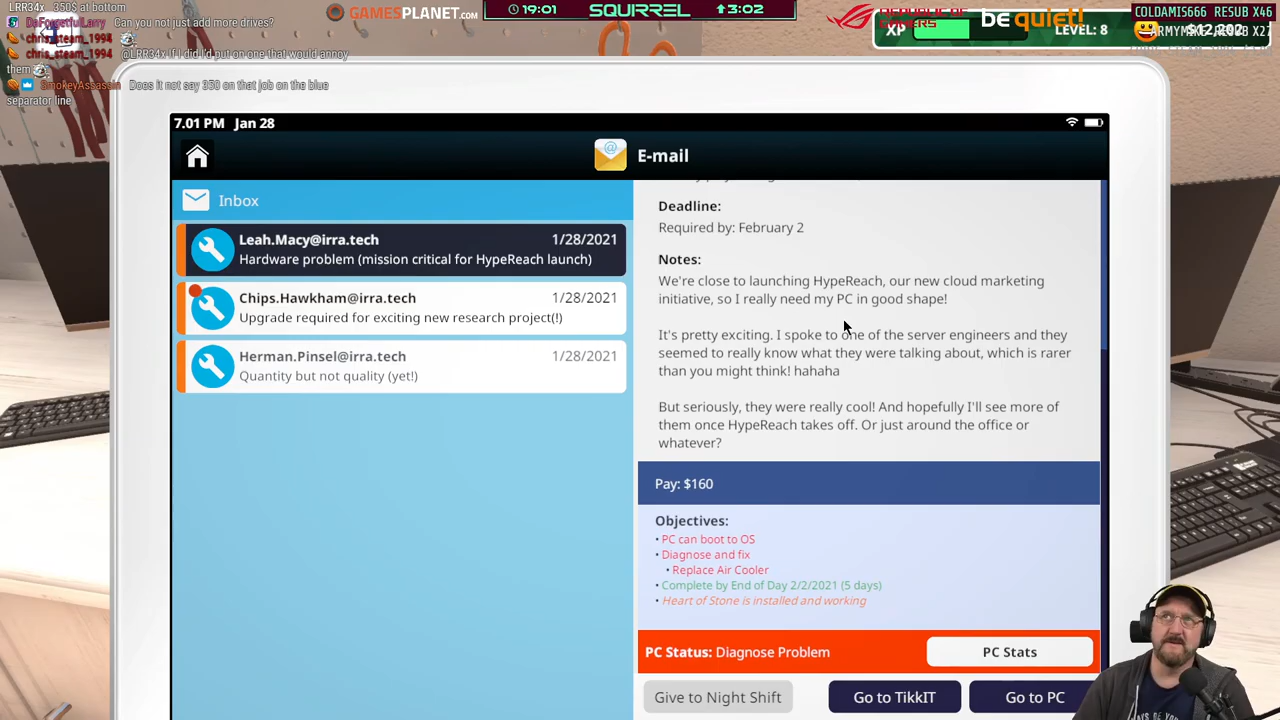 LRR34x 350$ at bottom
DaForgetfulLarry Can you not just add more drives?
chris_steam_1994
chris_steam_1994 @LRR34x If I did I'd put on one that would annoy
them
SmokeyAssassin Does it not say 350 on that job on the blue
separator line
GAMESPLANET.COM
19:01 SQUIRREL 3:02
REPUBLIC OF
GAMERS
be quiet!
XP LEVEL: 8
COLDAMIS666 RESUB X46
7.01 PM Jan 28
E-mail
Inbox
Leah.Macy@irra.tech 1/28/2021
Hardware problem (mission critical for HypeReach launch)
Chips.Hawkham@irra.tech 1/28/2021
Upgrade required for exciting new research project(!)
Herman.Pinsel@irra.tech 1/28/2021
Quantity but not quality (yet!)
Deadline:
Required by: February 2
Notes:
We're close to launching HypeReach, our new cloud marketing
initiative, so I really need my PC in good shape!
It's pretty exciting. I spoke to one of the server engineers and they
seemed to really know what they were talking about, which is rarer
than you might think! hahaha
But seriously, they were really cool! And hopefully I'll see more of
them once HypeReach takes off. Or just around the office or
whatever?
Pay: $160
Objectives:
• PC can boot to OS
• Diagnose and fix
• Replace Air Cooler
• Complete by End of Day 2/2/2021 (5 days)
• Heart of Stone is installed and working
PC Status: Diagnose Problem
PC Stats
Give to Night Shift
Go to TikkIT
Go to PC